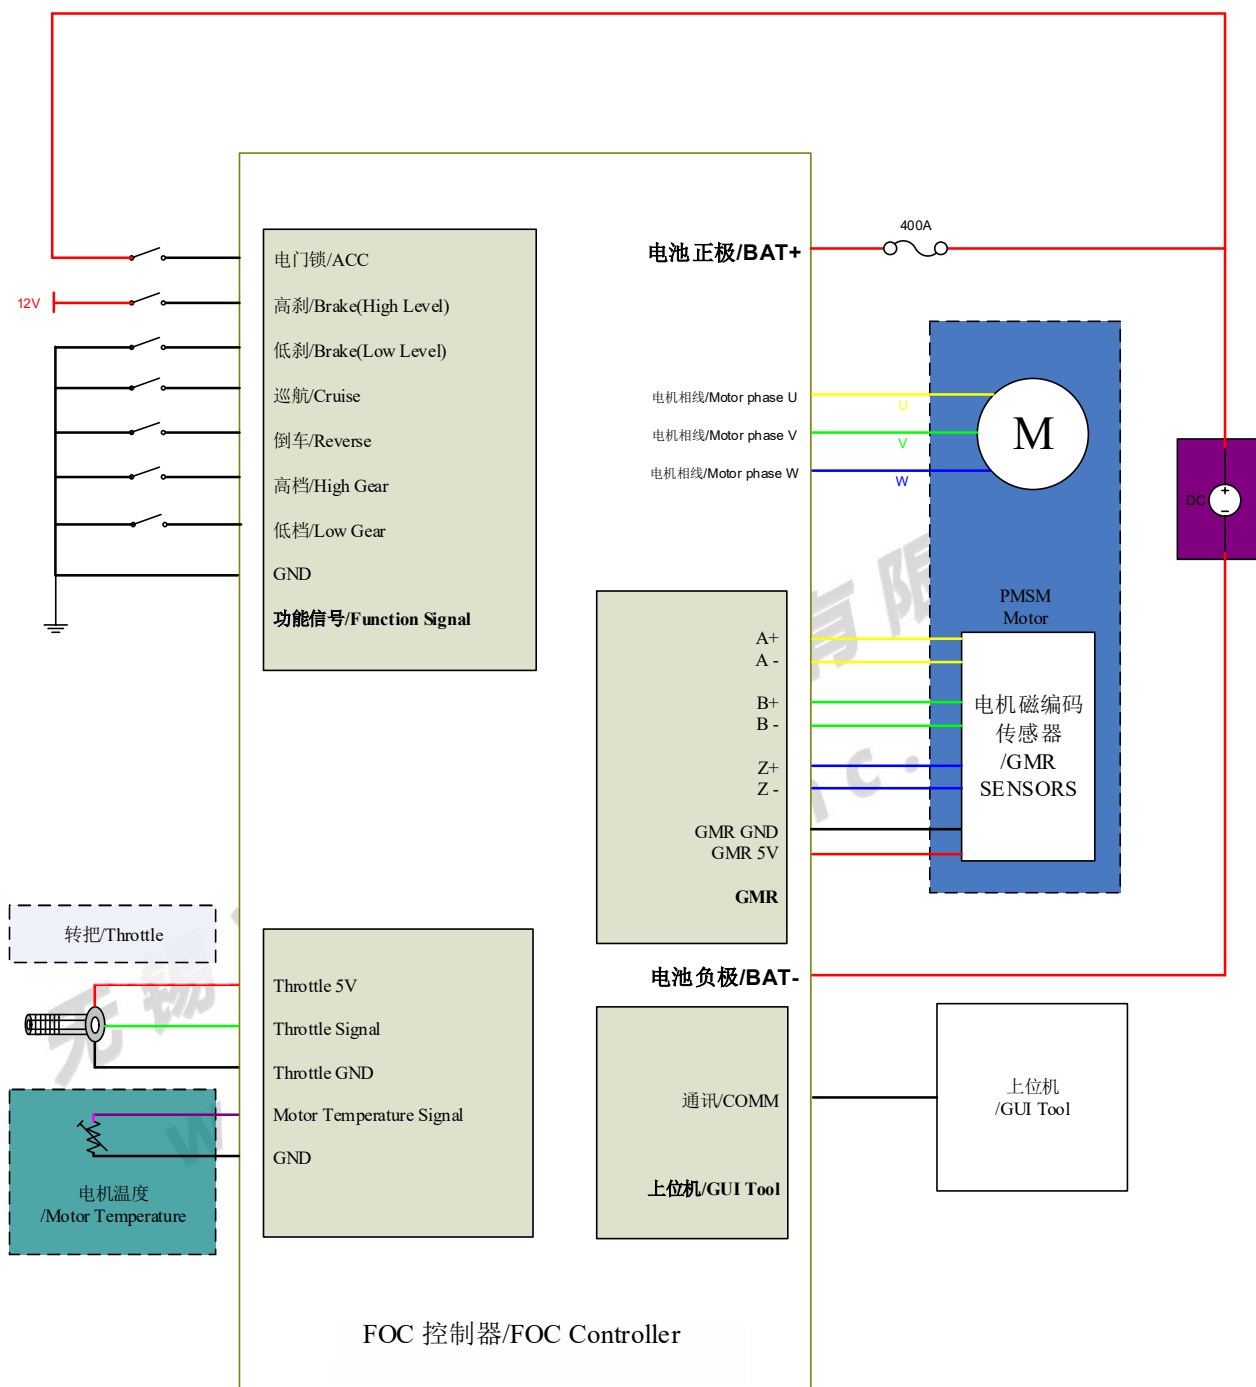 400A
电池正极/BAT+
电门锁/ACC
12V
高刹/Brake(High Level)
低刹/Brake(Low Level)
巡航/Cruise
倒车/Reverse
高档/High Gear
低档/Low Gear
GND
功能信号/Function Signal
电机相线/Motor phase U
U
电机相线/Motor phase V
V
电机相线/Motor phase W
W
M
DC
PMSM
Motor
A+
A -
B+
B -
Z+
Z -
GMR GND
GMR 5V
GMR
电机磁编码
传感器
/GMR
SENSORS
转把/Throttle
Throttle 5V
Throttle Signal
Throttle GND
Motor Temperature Signal
GND
电机温度
/Motor Temperature
电池负极/BAT-
通讯/COMM
上位机/GUI Tool
上位机
/GUI Tool
FOC 控制器/FOC Controller
无锡
有限